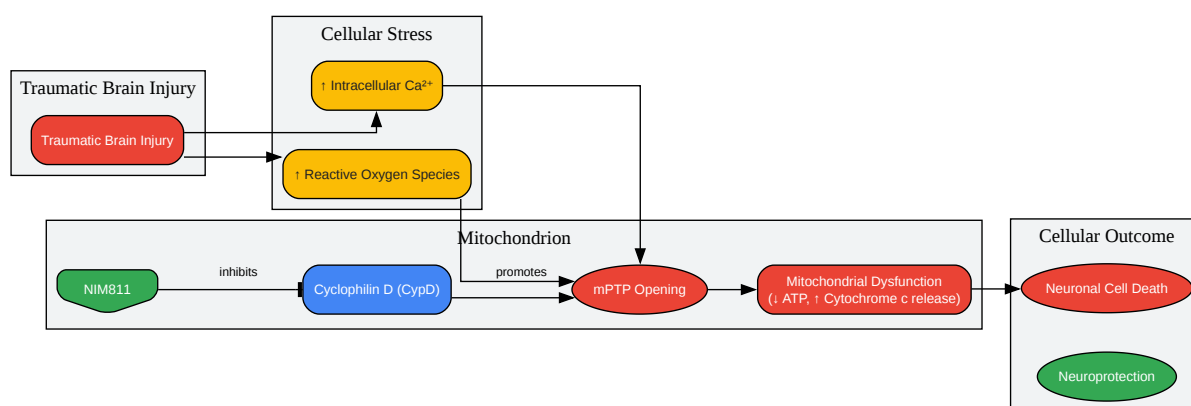 Cellular Stress
↑ Intracellular Ca²⁺
Traumatic Brain Injury
Traumatic Brain Injury
↑ Reactive Oxygen Species
Mitochondrion
Cellular Outcome
NIM811
inhibits
Cyclophilin D (CypD)
promotes
mPTP Opening
Mitochondrial Dysfunction
(↓ ATP, ↑ Cytochrome c release)
Neuronal Cell Death
Neuroprotection